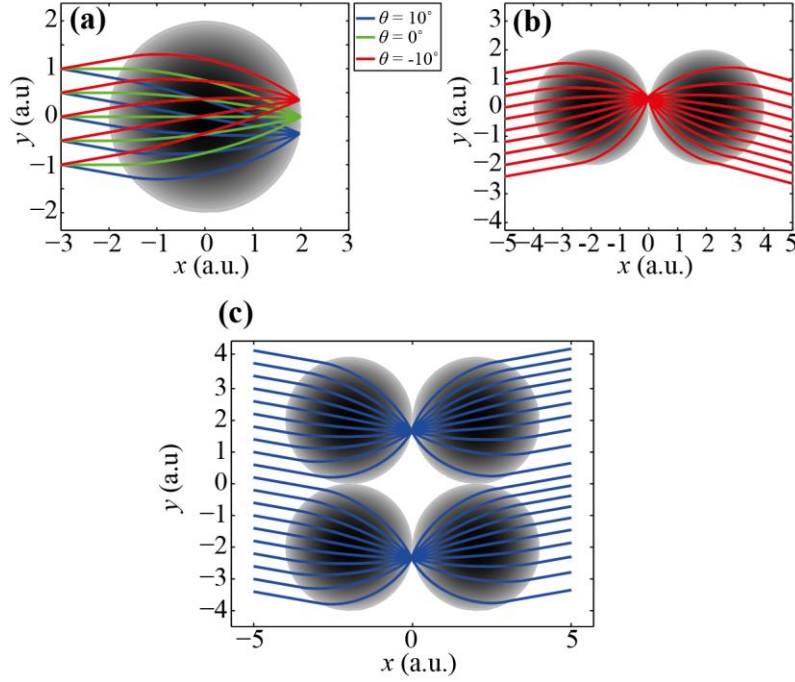 (a)
θ = 10°
θ = 0°
θ = -10°
y (a.u)
2
1
0
−1
−2
−3 −2 −1 0 1 2 3
x (a.u.)
(b)
y (a.u)
4
3
2
1
0
−1
−2
−3
−4
−5 −4 −3 -2 -1 0 1 2 3 4 5
x (a.u.)
(c)
y (a.u)
4
3
2
1
0
−1
−2
−3
−4
−5 0 5
x (a.u.)